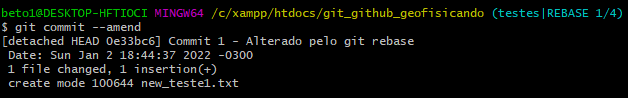 beto1@DESKTOP-HFTIOCI MINGW64 /c/xampp/htdocs/git_github_geofisicando (testes|REBASE 1/4)
$ git commit --amend
[detached HEAD 0e33bc6] Commit 1 - Alterado pelo git rebase
 Date: Sun Jan 2 18:44:37 2022 -0300
 1 file changed, 1 insertion(+)
 create mode 100644 new_teste1.txt